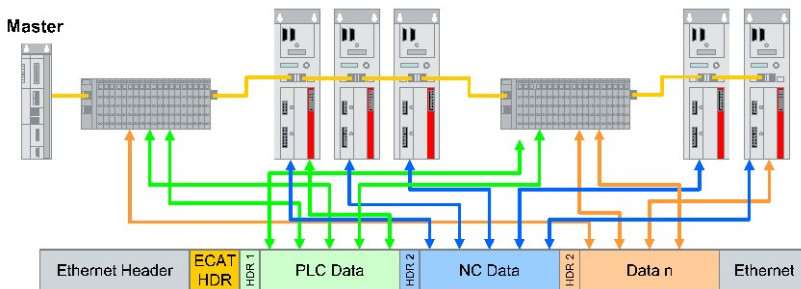 Master
Ethernet Header
ECAT
HDR
HDR 1
PLC Data
HDR 2
NC Data
HDR 2
Data n
Ethernet